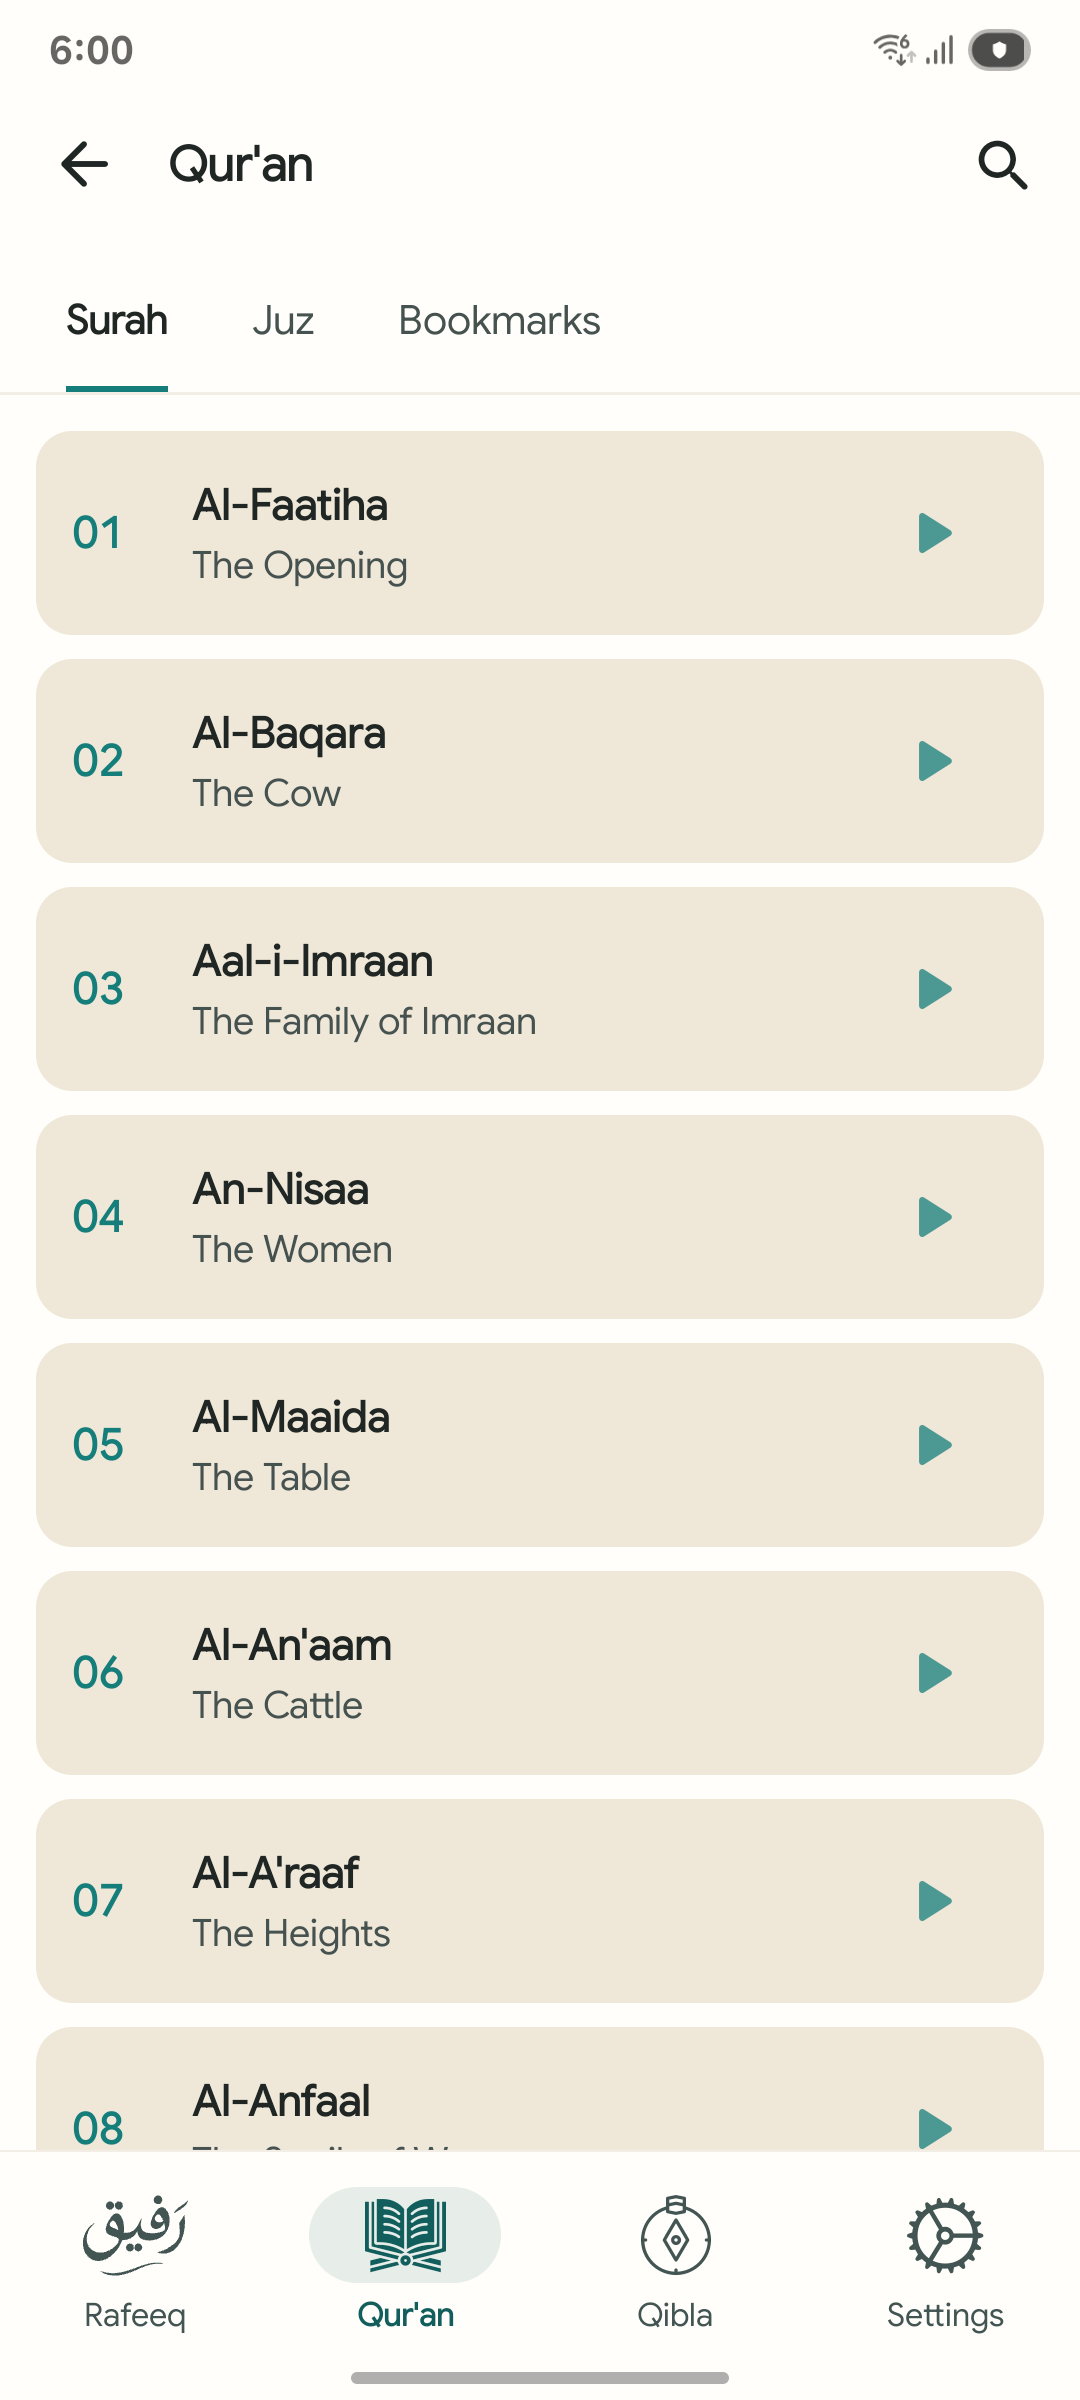 6:00
Qur'an
Surah Juz Bookmarks
01
Al-Faatiha
The Opening
02
Al-Baqara
The Cow
03
Aal-i-Imraan
The Family of Imraan
04
An-Nisaa
The Women
05
Al-Maaida
The Table
06
Al-An'aam
The Cattle
07
Al-A'raaf
The Heights
08
Al-Anfaal
رَفيق
Rafeeq Qur'an Qibla Settings